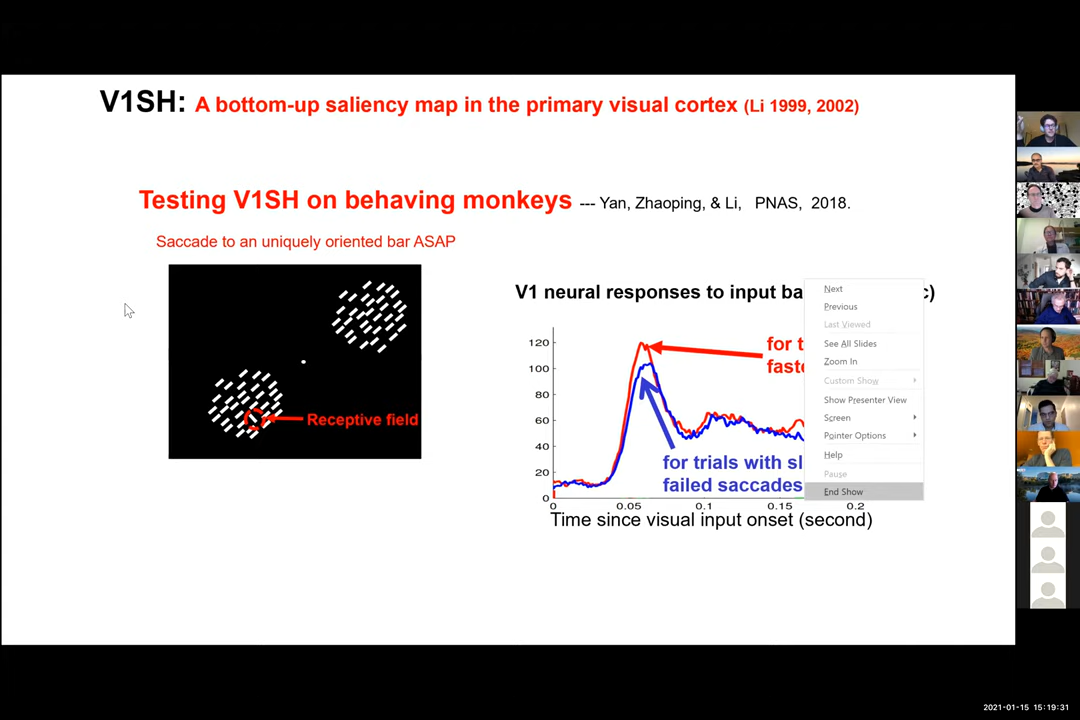 V1SH: A bottom-up saliency map in the primary visual cortex (Li 1999, 2002)
Testing V1SH on behaving monkeys --- Yan, Zhaoping, & Li, PNAS, 2018.
Saccade to an uniquely oriented bar ASAP
Receptive field
V1 neural responses to input ba
c)
120
100
80
60
40
20
0
for t
faste
for trials with sl
failed saccades
0
0.05
0.1
0.15
0.2
Time since visual input onset (second)
Next
Previous
Last Viewed
See All Slides
Zoom In
Custom Show
Show Presenter View
Screen
Pointer Options
Help
Pause
End Show
2021-01-15 15:19:31